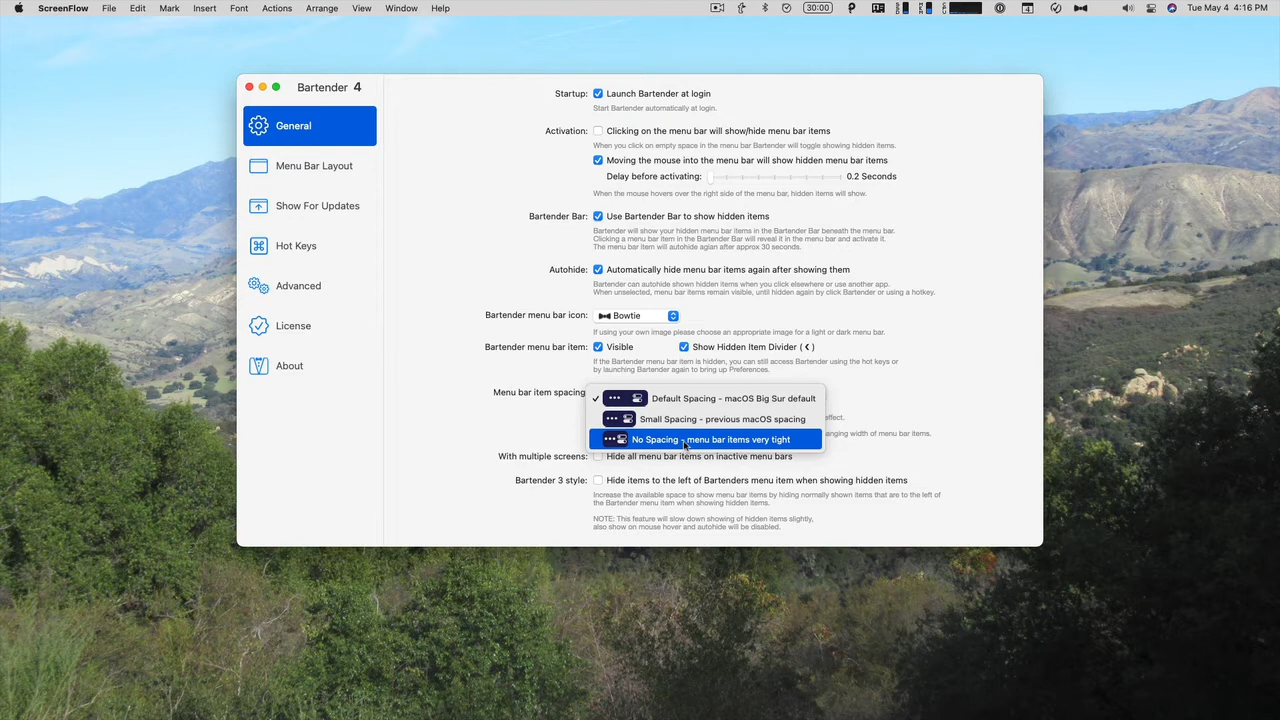 ScreenFlow File Edit Mark Insert Font Actions Arrange View Window Help 30:00 4 Tue May 4 4:16 PM
Bartender 4
General
Menu Bar Layout
Show For Updates
Hot Keys
Advanced
License
About
Startup: Launch Bartender at login
Start Bartender automatically at login.
Activation: Clicking on the menu bar will show/hide menu bar items
When you click on empty space in the menu bar Bartender will toggle showing hidden items.
Moving the mouse into the menu bar will show hidden menu bar items
Delay before activating: 0.2 Seconds
When the mouse hovers over the right side of the menu bar, hidden items will show.
Bartender Bar: Use Bartender Bar to show hidden items
Bartender will show your hidden menu bar items in the Bartender Bar beneath the menu bar.
Clicking a menu bar item in the Bartender Bar will reveal it in the menu bar and activate it.
The menu bar item will autohide agian after approx 30 seconds.
Autohide: Automatically hide menu bar items again after showing them
Bartender can autohide shown hidden items when you click elsewhere or use another app.
When unselected, menu bar items remain visible, until hidden again by click Bartender or using a hotkey.
Bartender menu bar icon: Bowtie
If using your own image please choose an appropriate image for a light or dark menu bar.
Bartender menu bar item: Visible Show Hidden Item Divider ( )
If the Bartender menu bar item is hidden, you can still access Bartender using the hot keys or
by launching Bartender again to bring up Preferences.
Menu bar item spacing
Default Spacing - macOS Big Sur default
Small Spacing - previous macOS spacing
effect.
No Spacing - menu bar items very tight
anging width of menu bar items.
With multiple screens: Hide all menu bar items on inactive menu bars
Bartender 3 style: Hide items to the left of Bartenders menu item when showing hidden items
Increase the available space to show menu bar items by hiding normally shown items that are to the left of
the Bartender menu item when showing hidden items.
NOTE: This feature will slow down showing of hidden items slightly,
also show on mouse hover and autohide will be disabled.